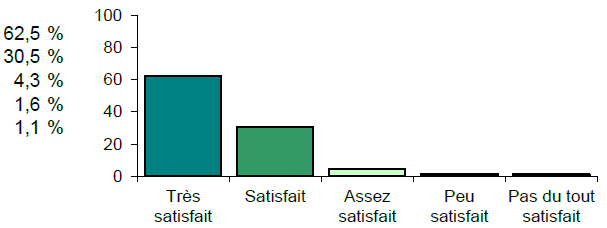 62,5 %
30,5 %
4,3 %
1,6 %
1,1 %
100
80
60
40
20
0
Très satisfait
Satisfait
Assez satisfait
Peu satisfait
Pas du tout satisfait